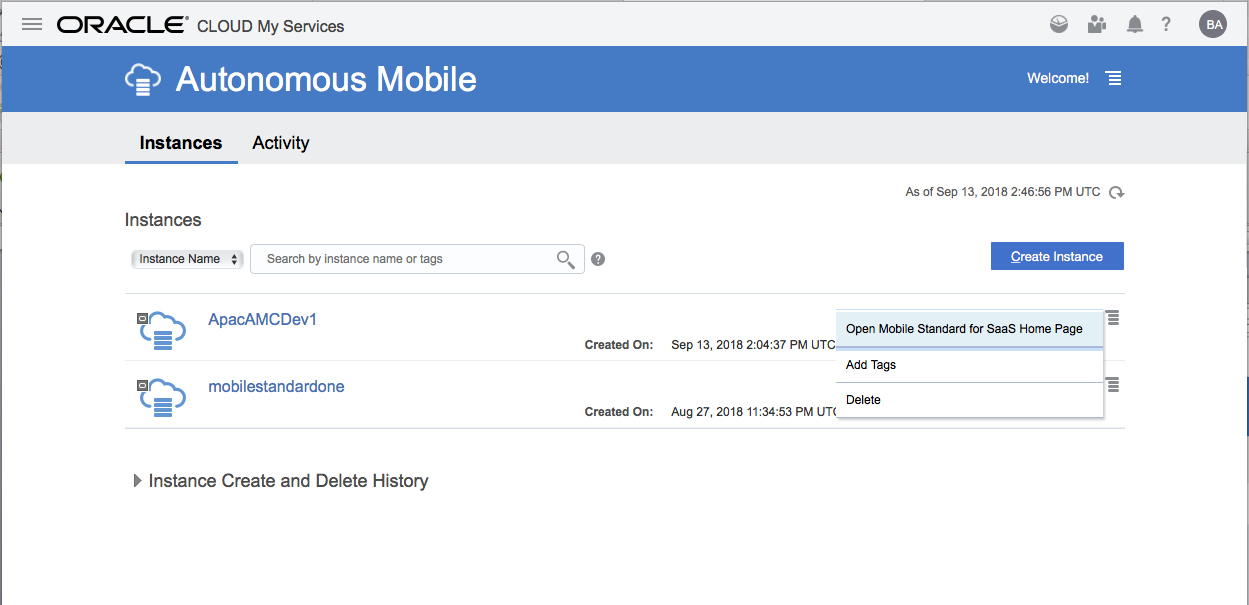 ORACLE® CLOUD My Services
? BA
Autonomous Mobile
Welcome!
Instances Activity
As of Sep 13, 2018 2:46:56 PM UTC
Instances
Instance Name Search by instance name or tags ?
Create Instance
ApacAMCDev1
Created On: Sep 13, 2018 2:04:37 PM UTC
Open Mobile Standard for SaaS Home Page
Add Tags
Delete
mobilestandardone
Created On: Aug 27, 2018 11:34:53 PM UTC
Instance Create and Delete History